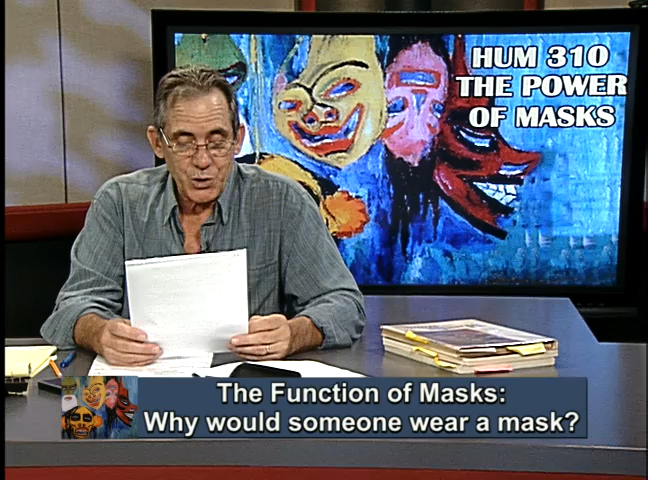 HUM 310
THE POWER
OF MASKS
The Function of Masks:
Why would someone wear a mask?